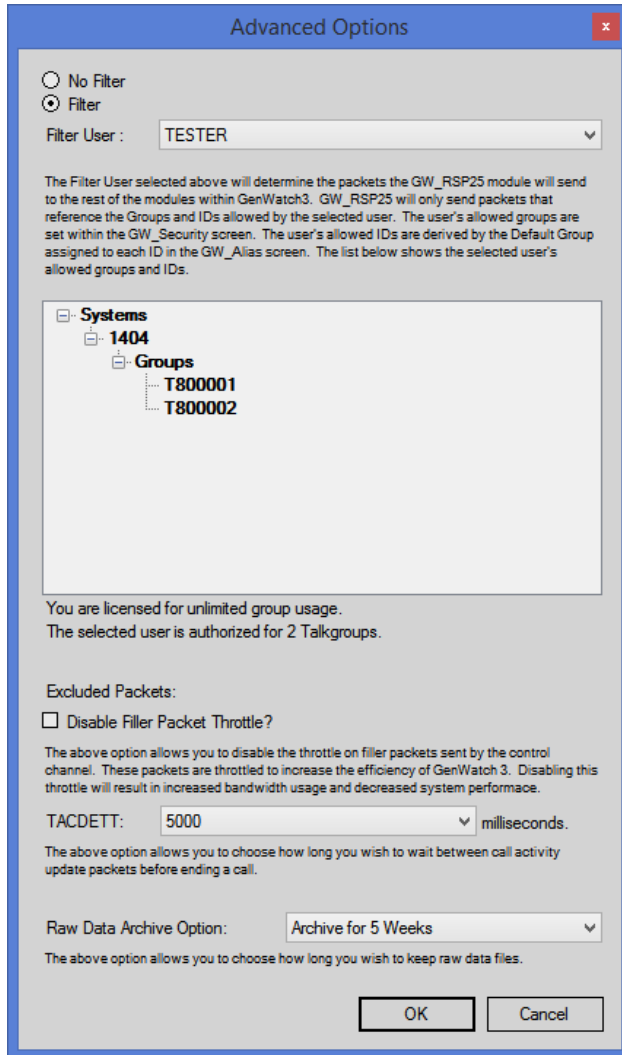 Advanced Options
x
No Filter
Filter
Filter User : TESTER
The Filter User selected above will determine the packets the GW_RSP25 module will send
to the rest of the modules within GenWatch3. GW_RSP25 will only send packets that
reference the Groups and IDs allowed by the selected user. The user's allowed groups are
set within the GW_Security screen. The user's allowed IDs are derived by the Default Group
assigned to each ID in the GW_Alias screen. The list below shows the selected user's
allowed groups and IDs.
Systems
1404
Groups
T800001
T800002
You are licensed for unlimited group usage.
The selected user is authorized for 2 Talkgroups.
Excluded Packets:
Disable Filler Packet Throttle?
The above option allows you to disable the throttle on filler packets sent by the control
channel. These packets are throttled to increase the efficiency of GenWatch 3. Disabling this
throttle will result in increased bandwidth usage and decreased system performace.
TACDETT: 5000 milliseconds.
The above option allows you to choose how long you wish to wait between call activity
update packets before ending a call.
Raw Data Archive Option: Archive for 5 Weeks
The above option allows you to choose how long you wish to keep raw data files.
OK Cancel